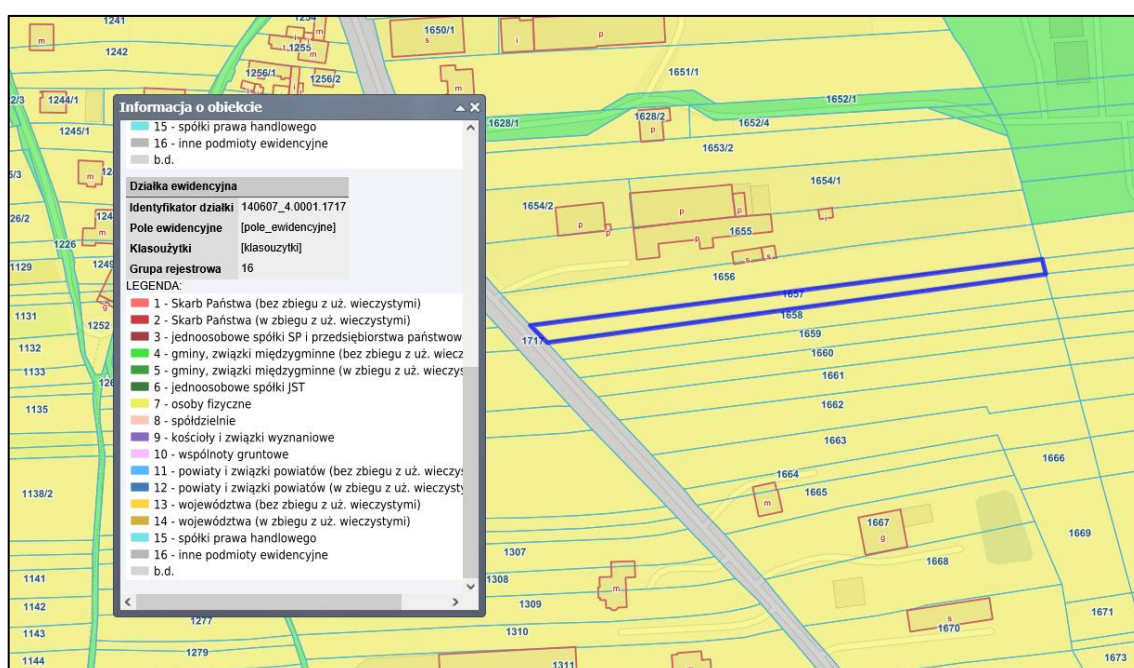 1241
1254
1650/1
1242
1255
m
i
m
s
i
p
1256/1
1256/2
m
1651/1
2/3
1244/1
1652/1
1245/1
1628/1
1628/2
1652/4
p
1653/2
5/3
m
1654/1
26/2
1654/2
p
p
p
p
p
1655
i
1226
m
s
s
1129
1249
1656
1657
g
1131
1252
1658
1717
1659
1132
1660
1133
1661
1135
1662
1663
1666
1664
1138/2
1665
m
1667
g
1669
1307
1668
1141
1308
m
1142
1309
1671
1277
s
1143
1310
1670
1144
1279
1311
1673
Informacja o obiekcie
15 - spółki prawa handlowego
16 - inne podmioty ewidencyjne
b.d.
Działka ewidencyjna
Identyfikator działki 140607_4.0001.1717
Pole ewidencyjne [pole_ewidencyjne]
Klasoużytki [klasouzytki]
Grupa rejestrowa 16
LEGENDA:
1 - Skarb Państwa (bez zbiegu z uż. wieczystymi)
2 - Skarb Państwa (w zbiegu z uż. wieczystymi)
3 - jednoosobowe spółki SP i przedsiębiorstwa państwowe
4 - gminy, związki międzygminne (bez zbiegu z uż. wiecz
5 - gminy, związki międzygminne (w zbiegu z uż. wieczys
6 - jednoosobowe spółki JST
7 - osoby fizyczne
8 - spółdzielnie
9 - kościoły i związki wyznaniowe
10 - wspólnoty gruntowe
11 - powiaty i związki powiatów (bez zbiegu z uż. wieczys
12 - powiaty i związki powiatów (w zbiegu z uż. wieczysty
13 - województwa (bez zbiegu z uż. wieczystymi)
14 - województwa (w zbiegu z uż. wieczystymi)
15 - spółki prawa handlowego
16 - inne podmioty ewidencyjne
b.d.